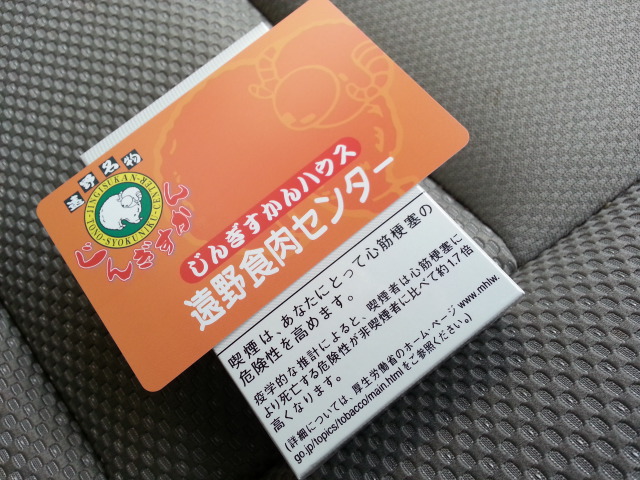 遠野名物
TONO-JINGISUKAN-CENTER
TONO-SYOKUNIKU
じんぎすかん
じんぎすかんハウス
遠野食肉センター
喫煙は、あなたにとって心筋梗塞の
危険性を高めます。
疫学的な推計によると、喫煙者は心筋梗塞に
より死亡する危険性が非喫煙者に比べて約1.7倍
高くなります。
(詳細については、厚生労働省のホーム・ページ www.mhlw.
go.jp/topics/tobacco/main.html をご参照ください。)